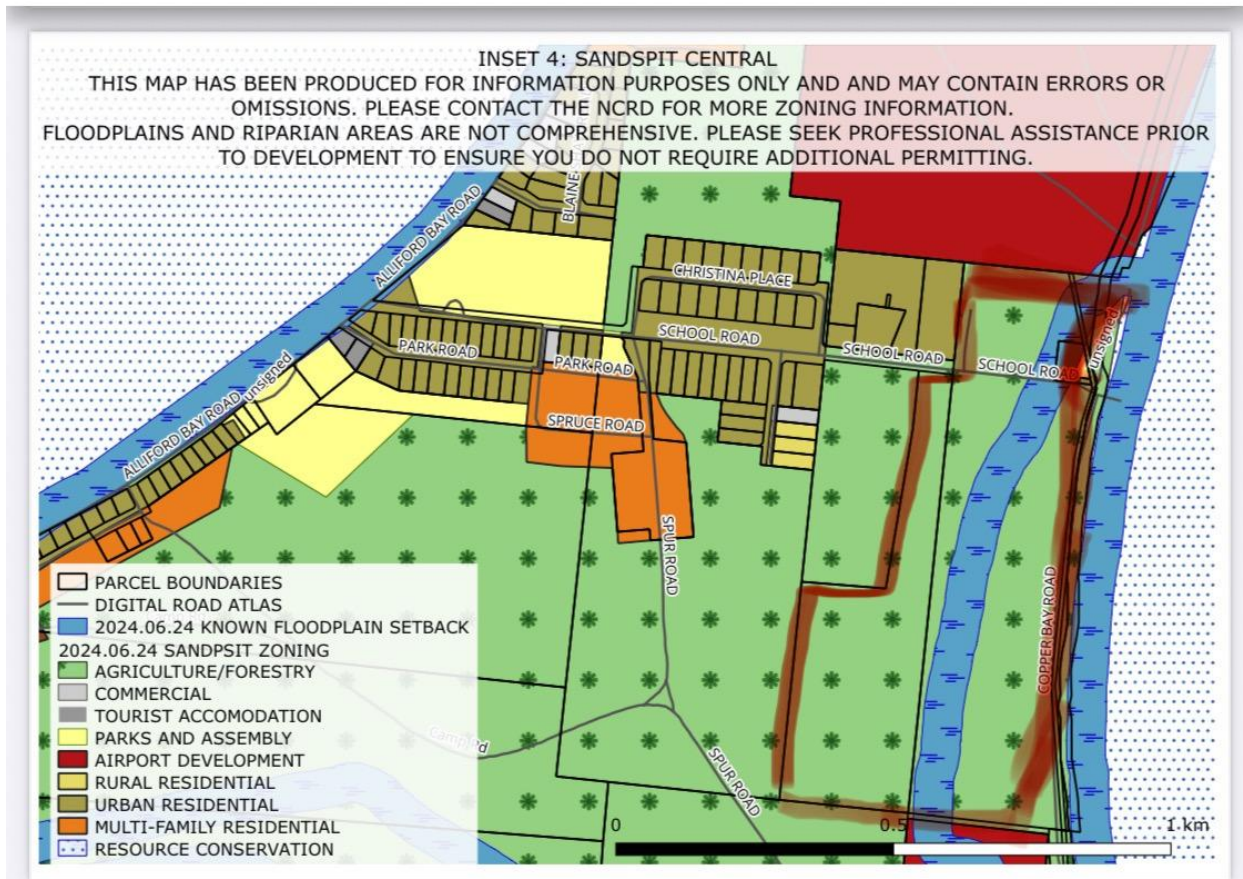 INSET 4: SANDSPIT CENTRAL
THIS MAP HAS BEEN PRODUCED FOR INFORMATION PURPOSES ONLY AND AND MAY CONTAIN ERRORS OR
OMISSIONS. PLEASE CONTACT THE NCRD FOR MORE ZONING INFORMATION.
FLOODPLAINS AND RIPARIAN AREAS ARE NOT COMPREHENSIVE. PLEASE SEEK PROFESSIONAL ASSISTANCE PRIOR
TO DEVELOPMENT TO ENSURE YOU DO NOT REQUIRE ADDITIONAL PERMITTING.
BLAINE
ALLIFORD BAY ROAD
CHRISTINA PLACE
SCHOOL ROAD
SCHOOL ROAD
SCHOOL ROAD
unsigned
PARK ROAD
PARK ROAD
unsigned
ALLIFORD BAY ROAD
SPRUCE ROAD
SPUR ROAD
COPPER BAY ROAD
Camp Rd
SPUR ROAD
PARCEL BOUNDARIES
DIGITAL ROAD ATLAS
2024.06.24 KNOWN FLOODPLAIN SETBACK
2024.06.24 SANDPSIT ZONING
AGRICULTURE/FORESTRY
COMMERCIAL
TOURIST ACCOMODATION
PARKS AND ASSEMBLY
AIRPORT DEVELOPMENT
RURAL RESIDENTIAL
URBAN RESIDENTIAL
MULTI-FAMILY RESIDENTIAL
RESOURCE CONSERVATION
0 0.5 1 km